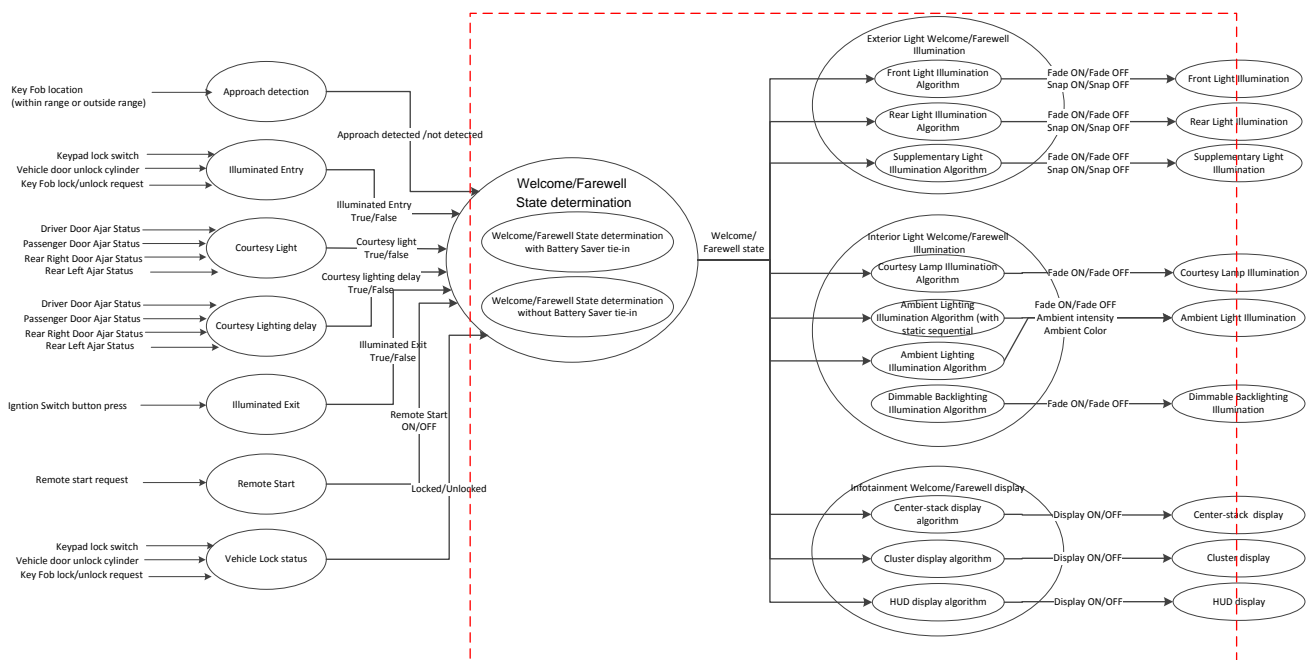 Key Fob location
(within range or outside range)
Approach detection
Approach detected /not detected
Keypad lock switch
Vehicle door unlock cylinder
Key Fob lock/unlock request
Illuminated Entry
Illuminated Entry
True/False
Driver Door Ajar Status
Passenger Door Ajar Status
Rear Right Door Ajar Status
Rear Left Ajar Status
Courtesy Light
Courtesy light
True/false
Driver Door Ajar Status
Passenger Door Ajar Status
Rear Right Door Ajar Status
Rear Left Ajar Status
Courtesy Lighting delay
Courtesy lighting delay
True/False
Igntion Switch button press
Illuminated Exit
Illuminated Exit
True/False
Remote start request
Remote Start
Remote Start
ON/OFF
Keypad lock switch
Vehicle door unlock cylinder
Key Fob lock/unlock request
Vehicle Lock status
Locked/Unlocked
Welcome/Farewell
State determination
Welcome/Farewell State determination
with Battery Saver tie-in
Welcome/Farewell State determination
without Battery Saver tie-in
Welcome/
Farewell state
Exterior Light Welcome/Farewell
Illumination
Front Light Illumination
Algorithm
Fade ON/Fade OFF
Snap ON/Snap OFF
Front Light Illumination
Rear Light Illumination
Algorithm
Fade ON/Fade OFF
Snap ON/Snap OFF
Rear Light Illumination
Supplementary Light
Illumination Algorithm
Fade ON/Fade OFF
Snap ON/Snap OFF
Supplementary Light
Illumination
Interior Light Welcome/Farewell
Illumination
Courtesy Lamp Illumination
Algorithm
Fade ON/Fade OFF
Courtesy Lamp Illumination
Ambient Lighting
Illumination Algorithm (with
static sequential
Fade ON/Fade OFF
Ambient intensity
Ambient Color
Ambient Light Illumination
Ambient Lighting
Illumination Algorithm
Dimmable Backlighting
Illumination Algorithm
Fade ON/Fade OFF
Dimmable Backlighting
Illumination
Infotainment Welcome/Farewell display
Center-stack display
algorithm
Display ON/OFF
Center-stack display
Cluster display algorithm
Display ON/OFF
Cluster display
HUD display algorithm
Display ON/OFF
HUD display